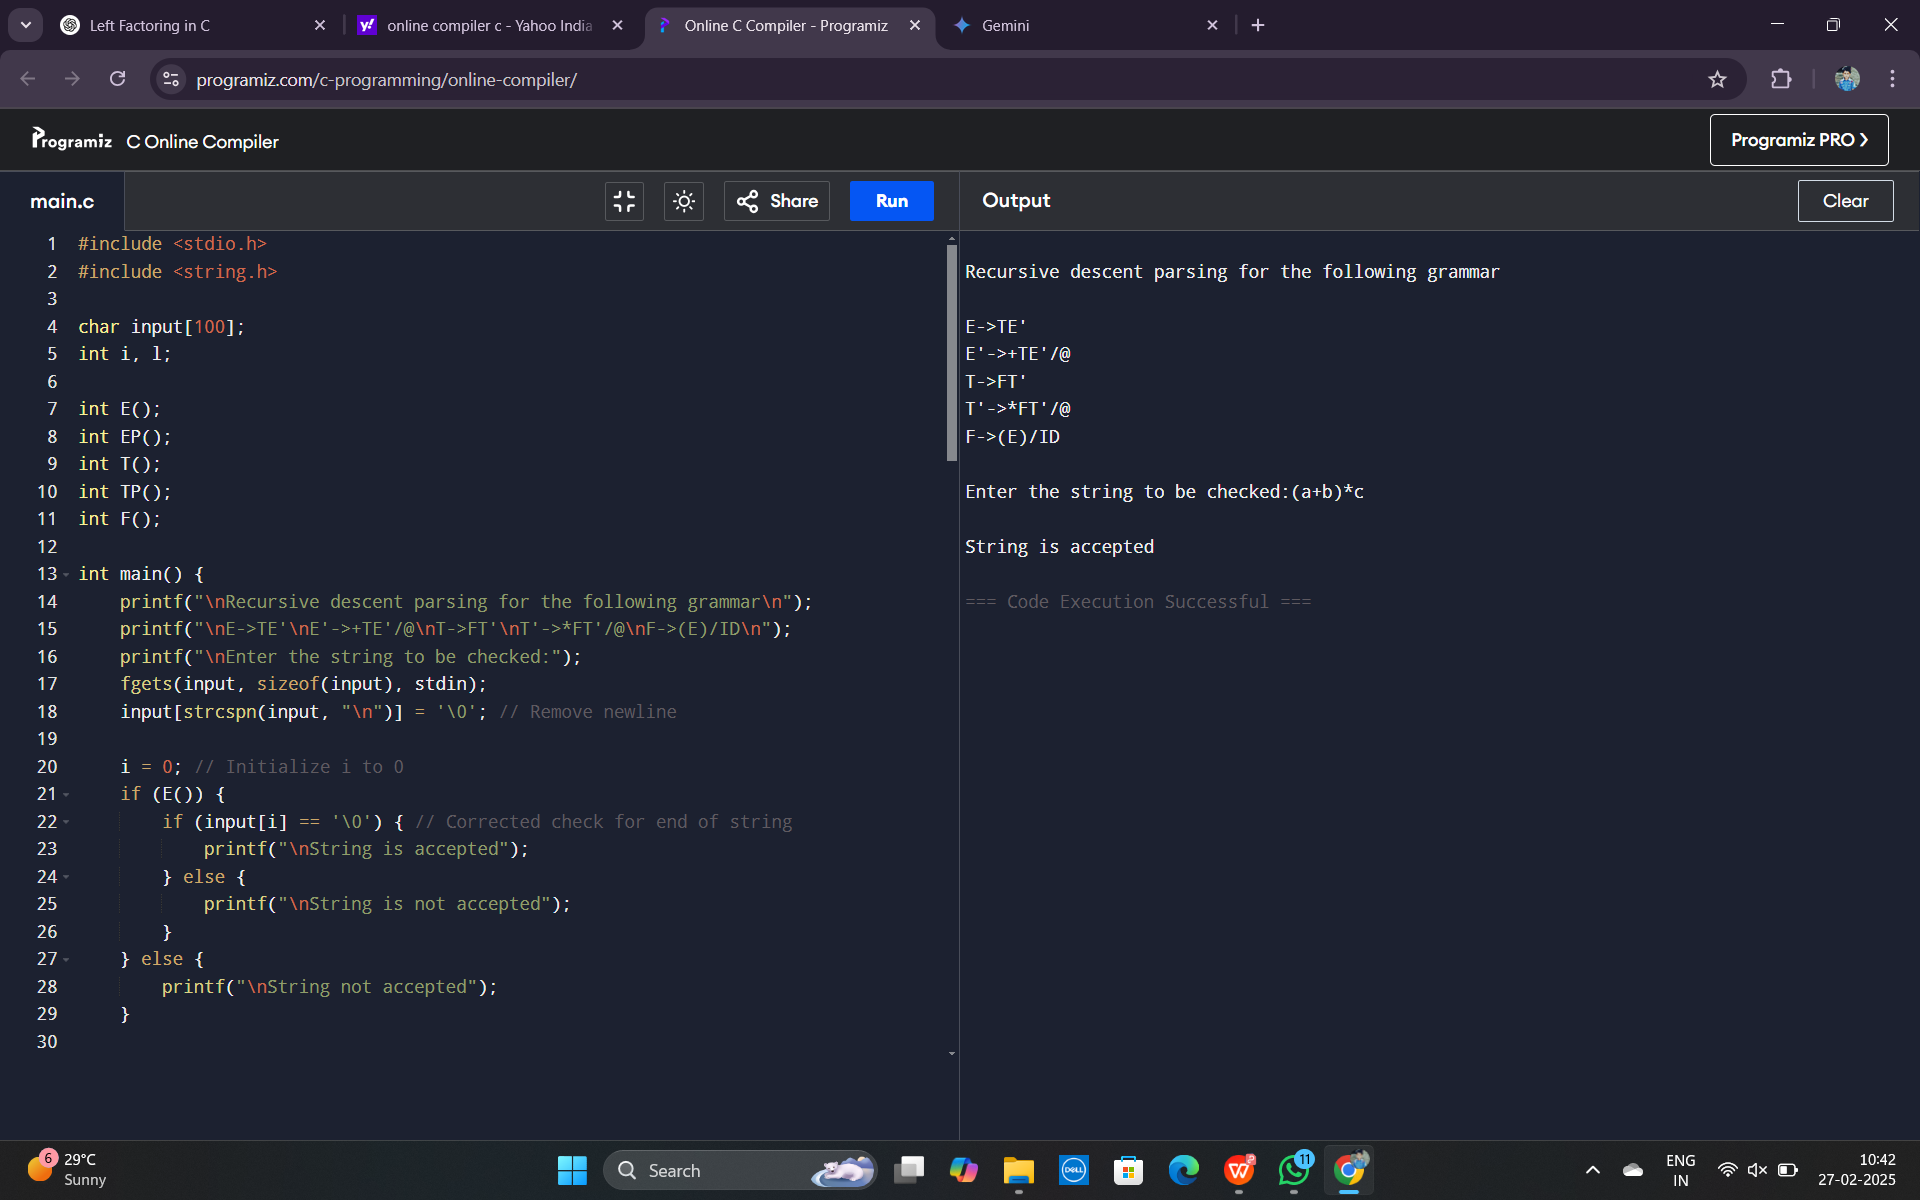 Left Factoring in C
online compiler c - Yahoo India
Online C Compiler - Programiz
Gemini
programiz.com/c-programming/online-compiler/
Programiz C Online Compiler
Programiz PRO
main.c
Share
Run
Output
Clear
1 #include <stdio.h>
2 #include <string.h>
3
4 char input[100];
5 int i, l;
6
7 int E();
8 int EP();
9 int T();
10 int TP();
11 int F();
12
13 int main() {
14 printf("\nRecursive descent parsing for the following grammar\n");
15 printf("\nE->TE'\nE'->+TE'/@\nT->FT'\nT'->*FT'/@\nF->(E)/ID\n");
16 printf("\nEnter the string to be checked:");
17 fgets(input, sizeof(input), stdin);
18 input[strcspn(input, "\n")] = '\0'; // Remove newline
19
20 i = 0; // Initialize i to 0
21 if (E()) {
22 if (input[i] == '\0') { // Corrected check for end of string
23 printf("\nString is accepted");
24 } else {
25 printf("\nString is not accepted");
26 }
27 } else {
28 printf("\nString not accepted");
29 }
30
Recursive descent parsing for the following grammar
E->TE'
E'->+TE'/@
T->FT'
T'->*FT'/@
F->(E)/ID
Enter the string to be checked:(a+b)*c
String is accepted
=== Code Execution Successful ===
6
29°C
Sunny
Search
DELL
11
ENG
IN
10:42
27-02-2025